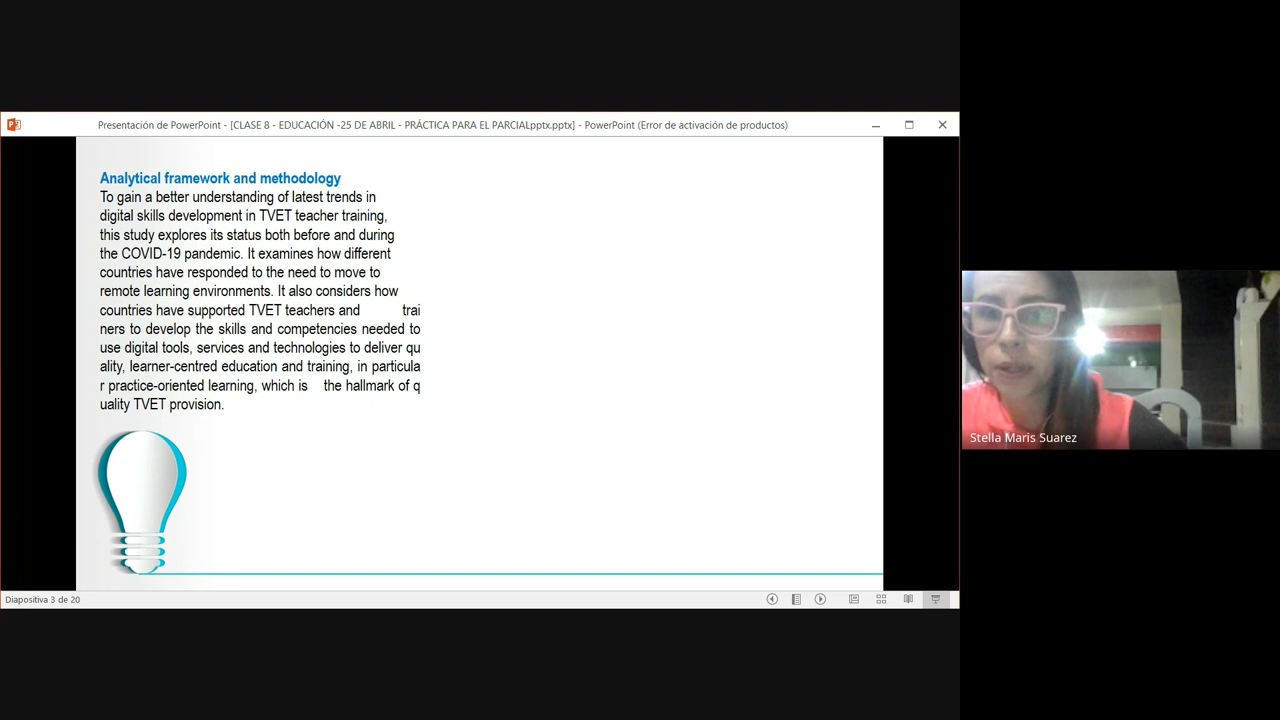 Presentación de PowerPoint - [CLASE 8 - EDUCACIÓN -25 DE ABRIL - PRÁCTICA PARA EL PARCIALpptx.pptx] - PowerPoint (Error de activación de productos)
Analytical framework and methodology
To gain a better understanding of latest trends in
digital skills development in TVET teacher training,
this study explores its status both before and during
the COVID-19 pandemic. It examines how different
countries have responded to the need to move to
remote learning environments. It also considers how
countries have supported TVET teachers and trai
ners to develop the skills and competencies needed to
use digital tools, services and technologies to deliver qu
ality, learner-centred education and training, in particula
r practice-oriented learning, which is the hallmark of q
uality TVET provision.
Stella Maris Suarez
Diapositiva 3 de 20